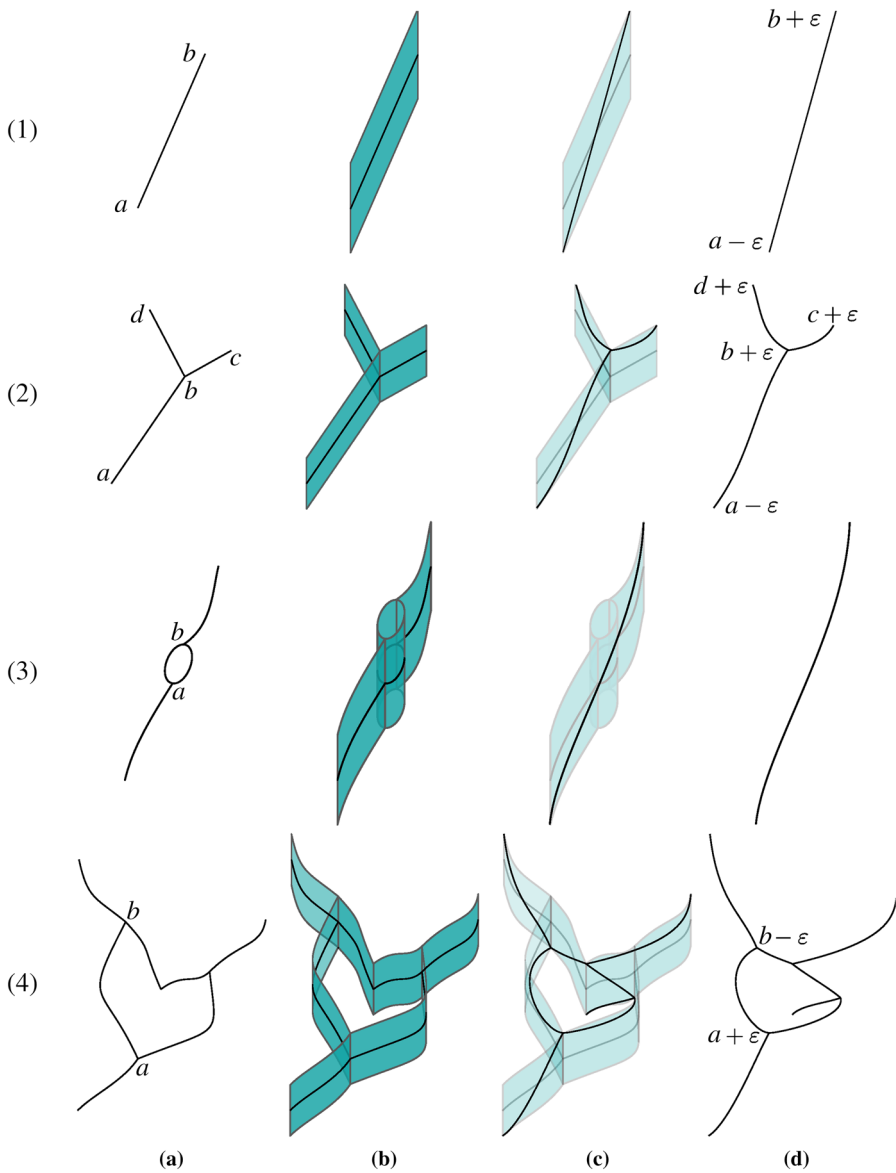 b
b + ε
(1)
a
a − ε
d
d + ε
c + ε
c
b + ε
(2)
b
a
a − ε
b
(3)
a
b
b − ε
(4)
a + ε
a
(a) (b) (c) (d)